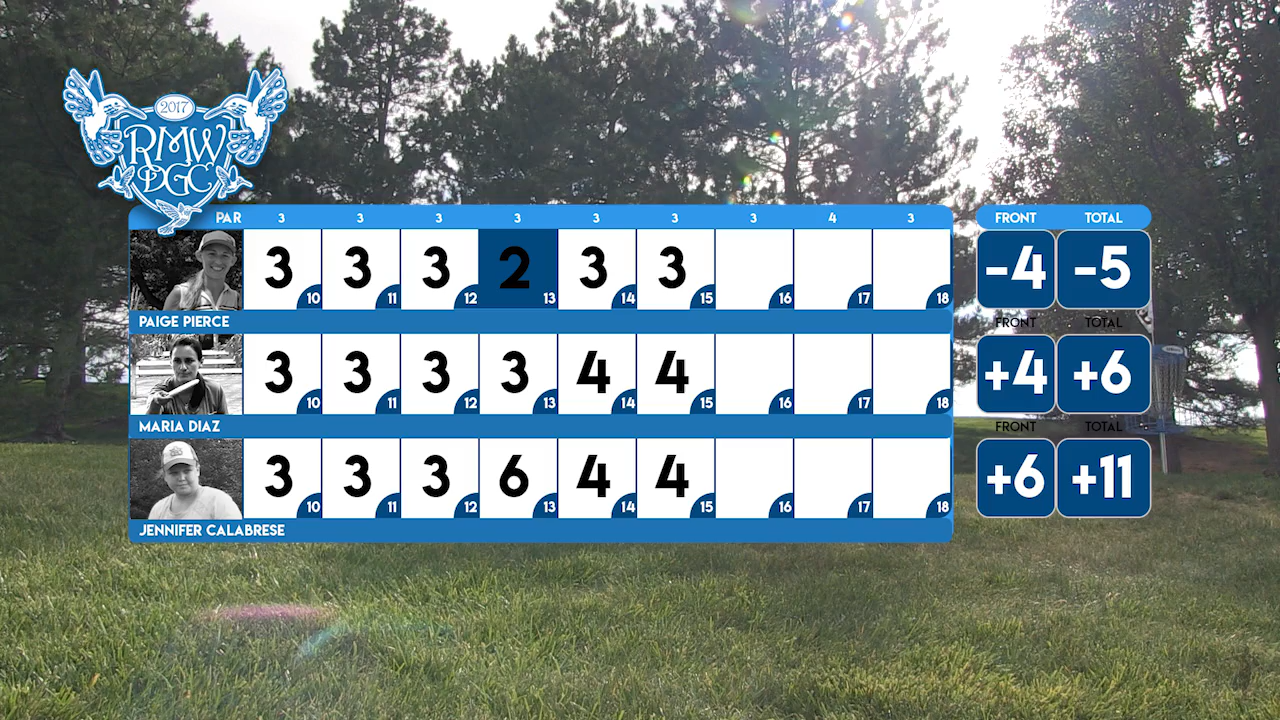 2017
RMW
DGC
PAR 3 3 3 3 3 3 3 4 3 FRONT TOTAL
3 3 3 2 3 3 -4 -5
10 11 12 13 14 15 16 17 18
PAIGE PIERCE FRONT TOTAL
3 3 3 3 4 4 +4 +6
10 11 12 13 14 15 16 17 18
MARIA DIAZ FRONT TOTAL
3 3 3 6 4 4 +6 +11
10 11 12 13 14 15 16 17 18
JENNIFER CALABRESE